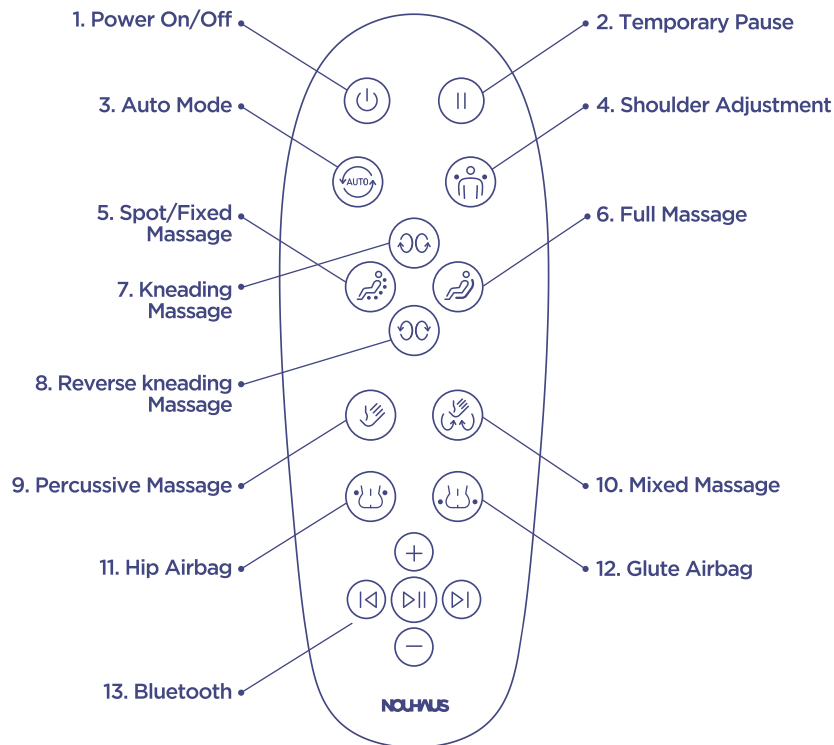 1. Power On/Off
2. Temporary Pause
3. Auto Mode
4. Shoulder Adjustment
AUTO
5. Spot/Fixed
Massage
6. Full Massage
7. Kneading
Massage
8. Reverse kneading
Massage
9. Percussive Massage
10. Mixed Massage
11. Hip Airbag
12. Glute Airbag
13. Bluetooth
NOUHAUS